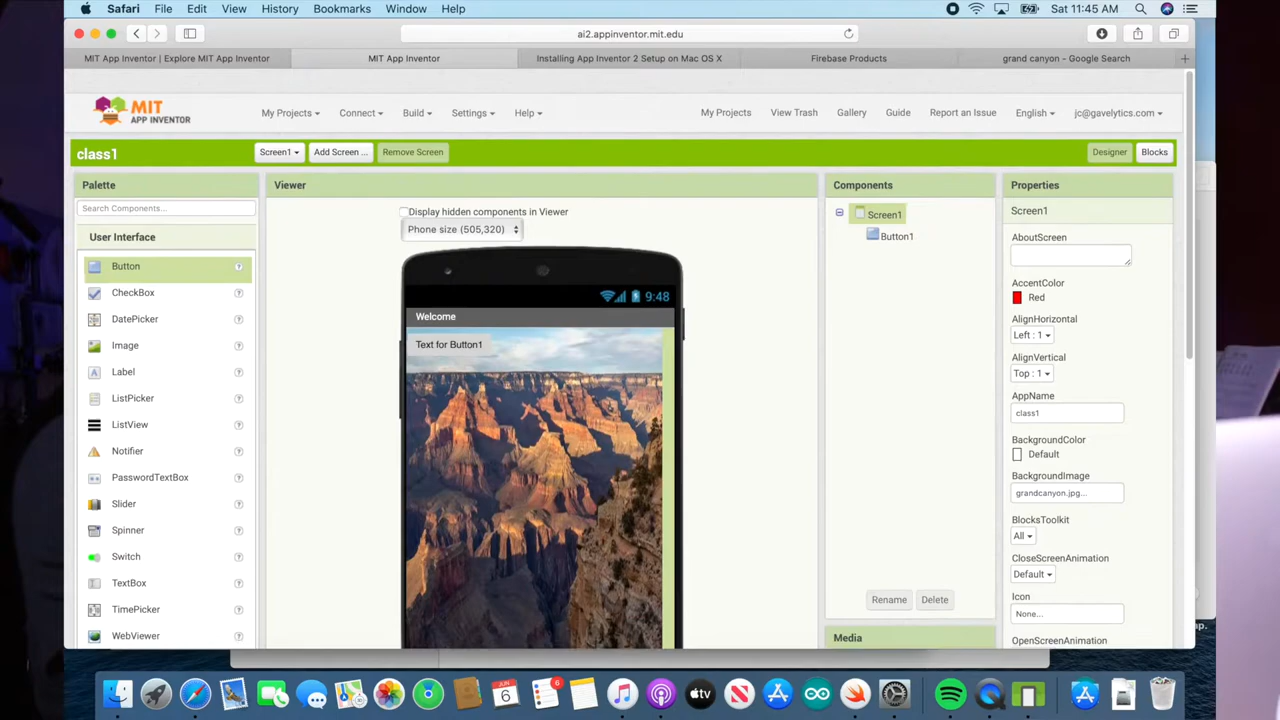 Safari File Edit View History Bookmarks Window Help Sat 11:45 AM
ai2.appinventor.mit.edu
MIT App Inventor | Explore MIT App Inventor MIT App Inventor Installing App Inventor 2 Setup on Mac OS X Firebase Products grand canyon - Google Search
MIT
APP INVENTOR
My Projects Connect Build Settings Help My Projects View Trash Gallery Guide Report an Issue English jc@gavelytics.com
class1 Screen1 Add Screen ... Remove Screen Designer Blocks
Palette Viewer Components Properties
Search Components...
User Interface
Button
CheckBox
DatePicker
Image
Label
ListPicker
ListView
Notifier
PasswordTextBox
Slider
Spinner
Switch
TextBox
TimePicker
WebViewer
Display hidden components in Viewer
Phone size (505,320)
9:48
Welcome
Text for Button1
Screen1
Button1
Rename Delete
Media
Screen1
AboutScreen
AccentColor
Red
AlignHorizontal
Left : 1
AlignVertical
Top : 1
AppName
class1
BackgroundColor
Default
BackgroundImage
grandcanyon.jpg...
BlocksToolkit
All
CloseScreenAnimation
Default
Icon
None...
OpenScreenAnimation
JUN
6
6
tv